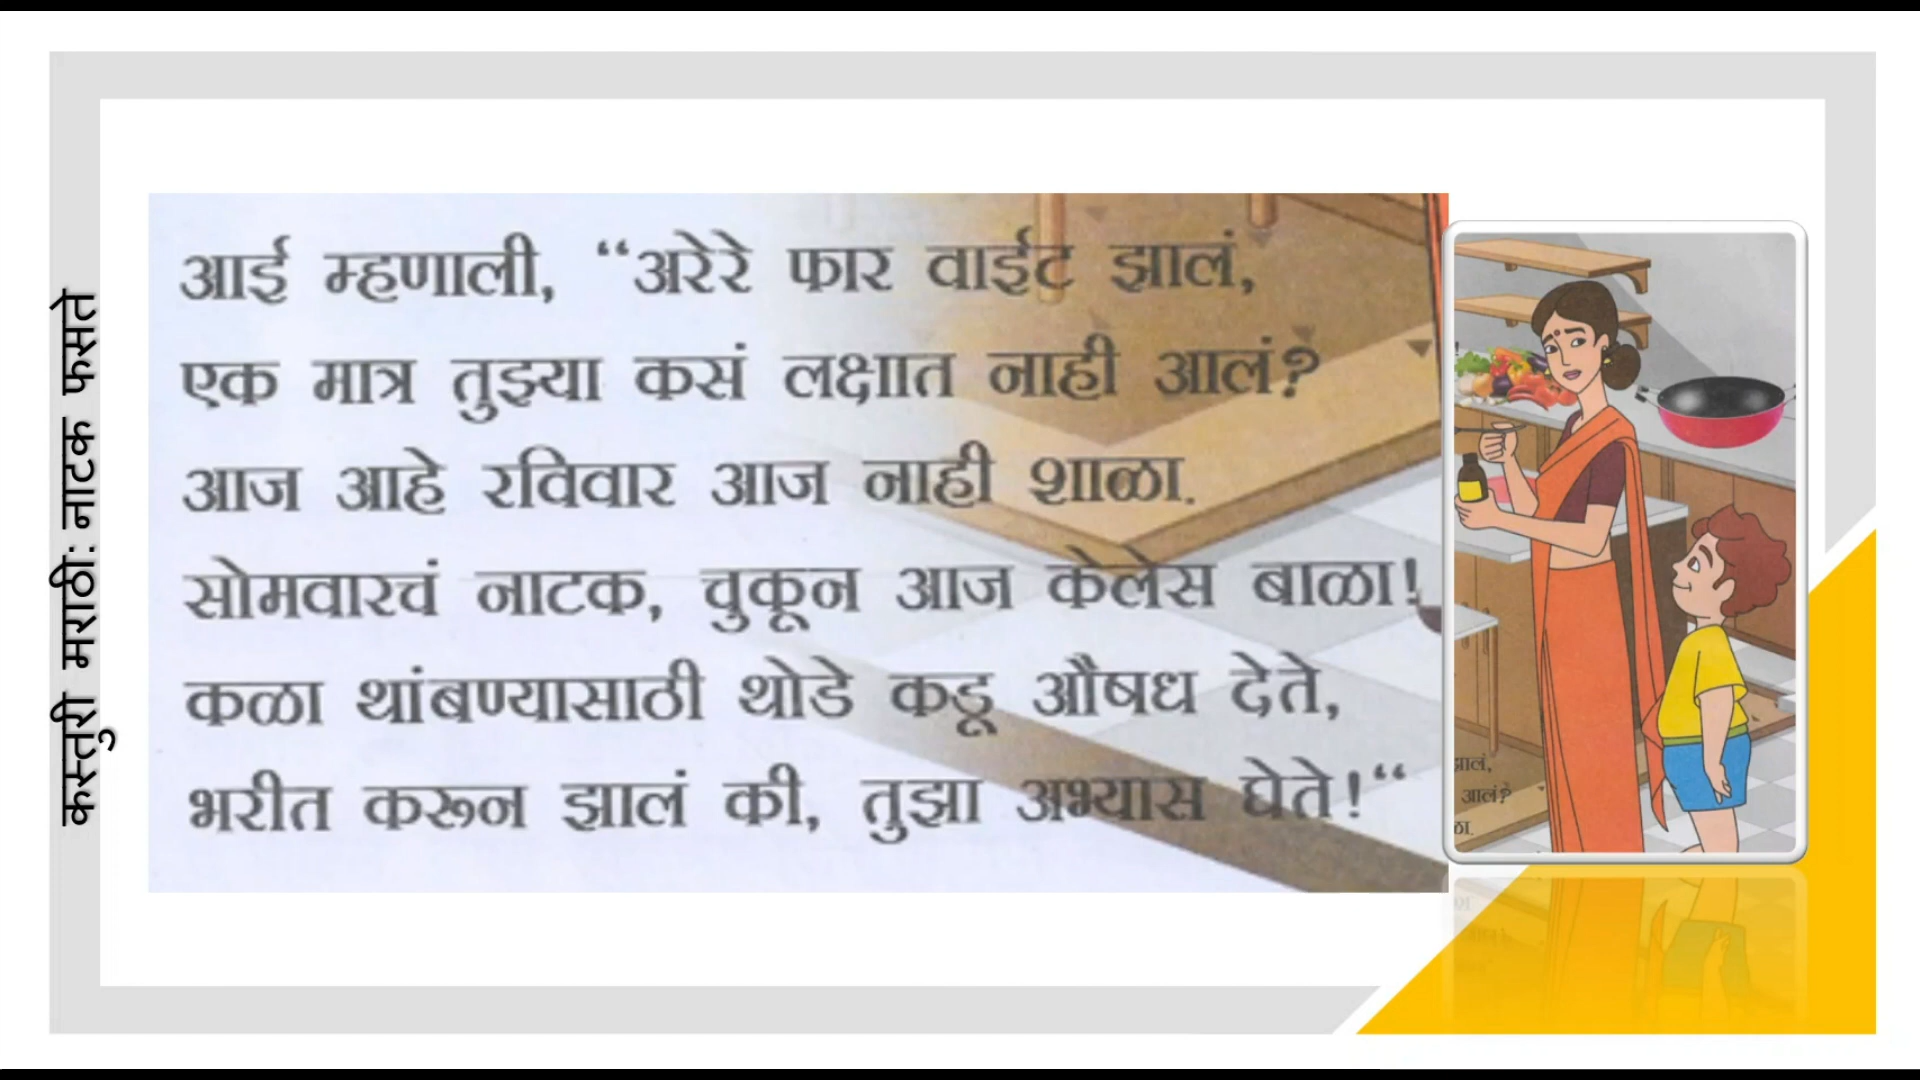 कस्तुरी मराठी: नाटक फसते
आई म्हणाली, “अरेरे फार वाईट झालं,
एक मात्र तुझ्या कसं लक्षात नाही आलं?
आज आहे रविवार आज नाही शाळा.
सोमवारचं नाटक, चुकून आज केलेस बाळा!
कळा थांबण्यासाठी थोडे कडू औषध देते,
भरीत करून झालं की, तुझा अभ्यास घेते!“
झालं,
आलं?